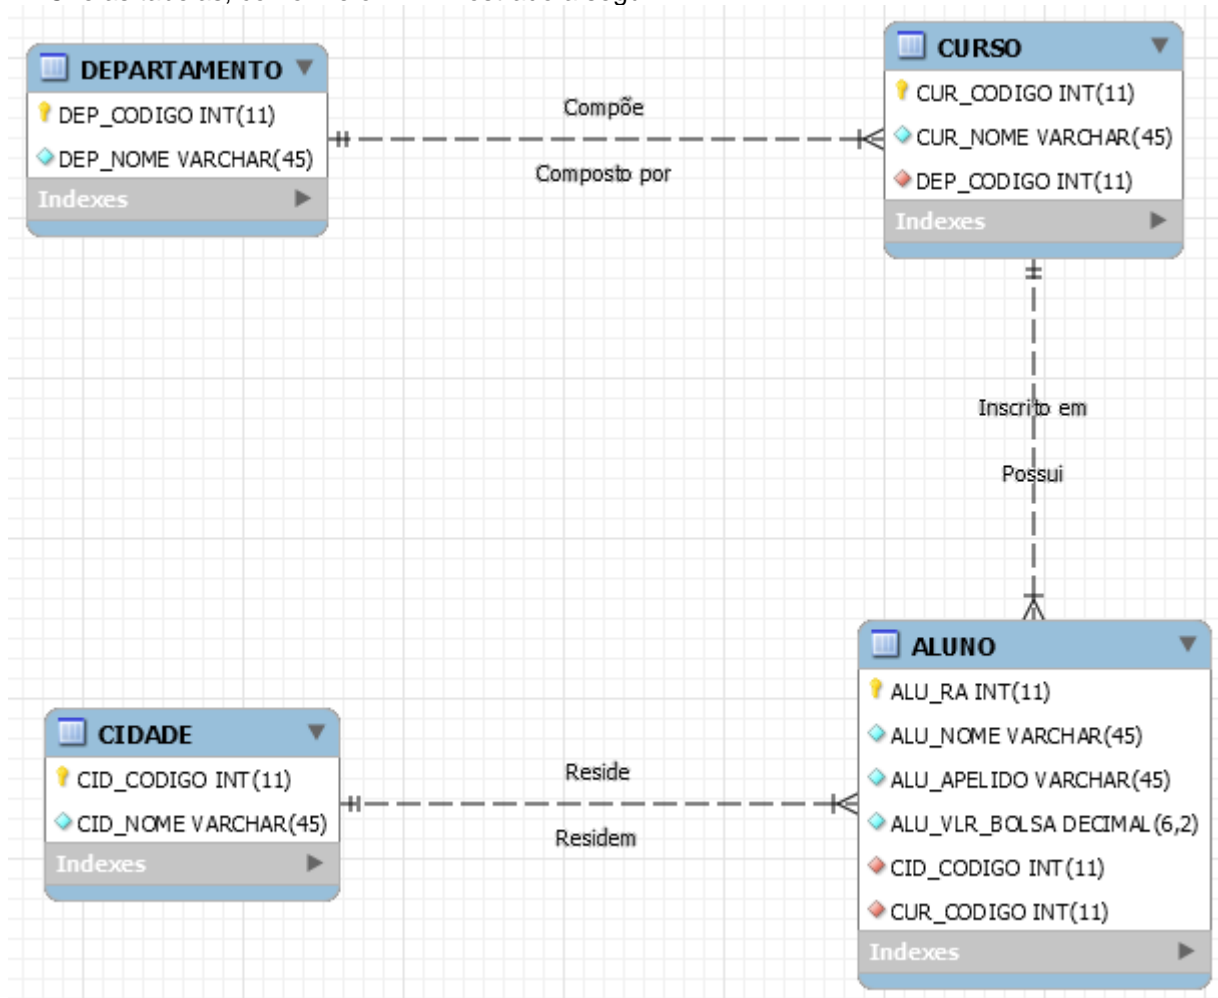 DEPARTAMENTO
DEP_CODIGO INT(11)
DEP_NOME VARCHAR(45)
Indexes
Compõe
Composto por
CURSO
CUR_CODIGO INT(11)
CUR_NOME VARCHAR(45)
DEP_CODIGO INT(11)
Indexes
Inscrito em
Possui
CIDADE
CID_CODIGO INT(11)
CID_NOME VARCHAR(45)
Indexes
Reside
Residem
ALUNO
ALU_RA INT(11)
ALU_NOME VARCHAR(45)
ALU_APELIDO VARCHAR(45)
ALU_VLR_BOLSA DECIMAL(6,2)
CID_CODIGO INT(11)
CUR_CODIGO INT(11)
Indexes